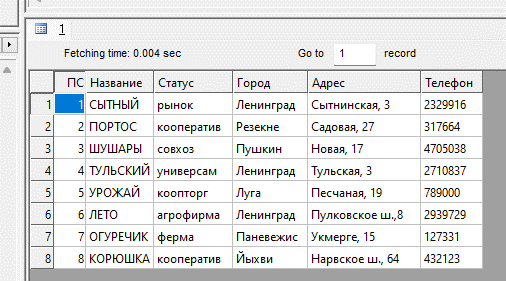 1
Fetching time: 0.004 sec Go to 1 record
ПС Название Статус Город Адрес Телефон
1 1 СЫТНЫЙ рынок Ленинград Сытнинская, 3 2329916
2 2 ПОРТОС кооператив Резекне Садовая, 27 317664
3 3 ШУШАРЫ совхоз Пушкин Новая, 17 4705038
4 4 ТУЛЬСКИЙ универсам Ленинград Тульская, 3 2710837
5 5 УРОЖАЙ коопторг Луга Песчаная, 19 789000
6 6 ЛЕТО агрофирма Ленинград Пулковское ш.,8 2939729
7 7 ОГУРЕЧИК ферма Паневежис Укмерге, 15 127331
8 8 КОРЮШКА кооператив Йыхви Нарвское ш., 64 432123